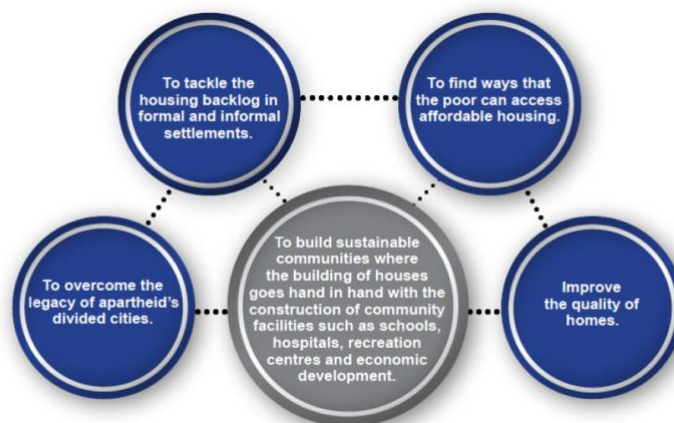 To tackle the
housing backlog in
formal and informal
settlements.
To find ways that
the poor can access
affordable housing.
To overcome the
legacy of apartheid's
divided cities.
To build sustainable
communities where
the building of houses
goes hand in hand with the
construction of community
facilities such as schools,
hospitals, recreation
centres and economic
development.
Improve
the quality of
homes.